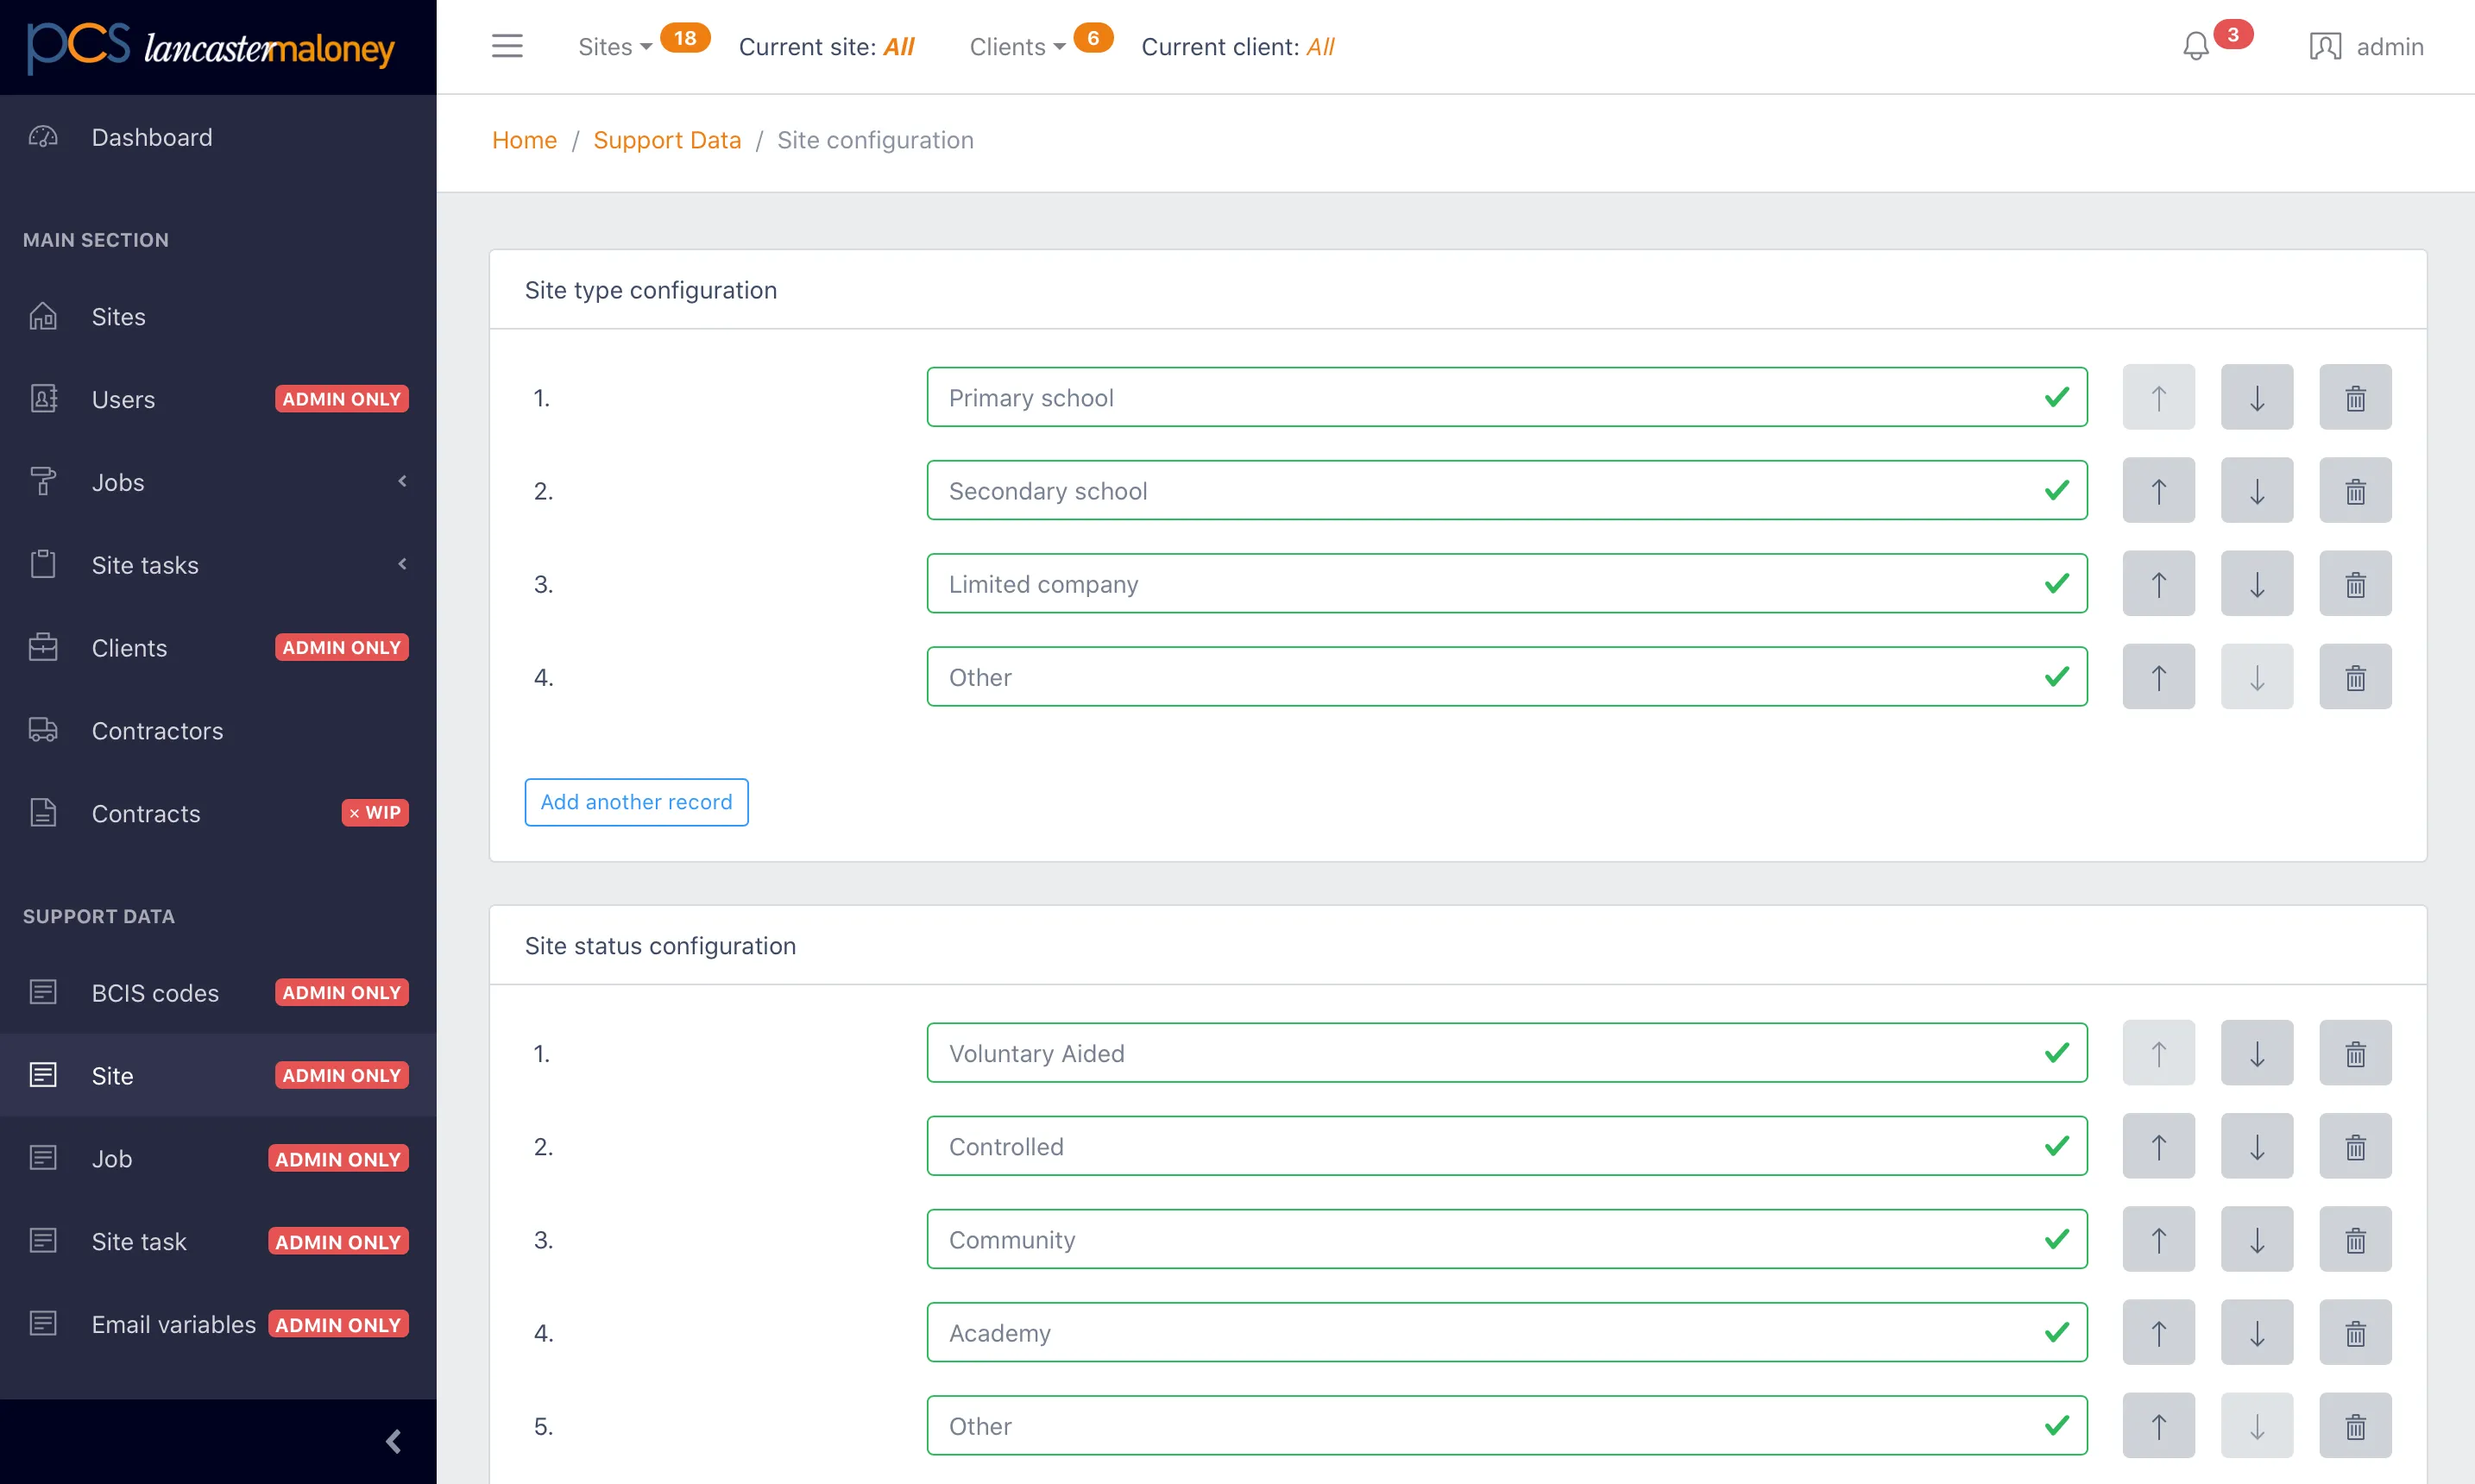 pcs lancastermaloney
Sites 18 Current site: All Clients 6 Current client: All 3 admin
Home / Support Data / Site configuration
Dashboard
MAIN SECTION
Sites
Users ADMIN ONLY
Jobs
Site tasks
Clients ADMIN ONLY
Contractors
Contracts × WIP
SUPPORT DATA
BCIS codes ADMIN ONLY
Site ADMIN ONLY
Job ADMIN ONLY
Site task ADMIN ONLY
Email variables ADMIN ONLY
Site type configuration
1. Primary school
2. Secondary school
3. Limited company
4. Other
Add another record
Site status configuration
1. Voluntary Aided
2. Controlled
3. Community
4. Academy
5. Other